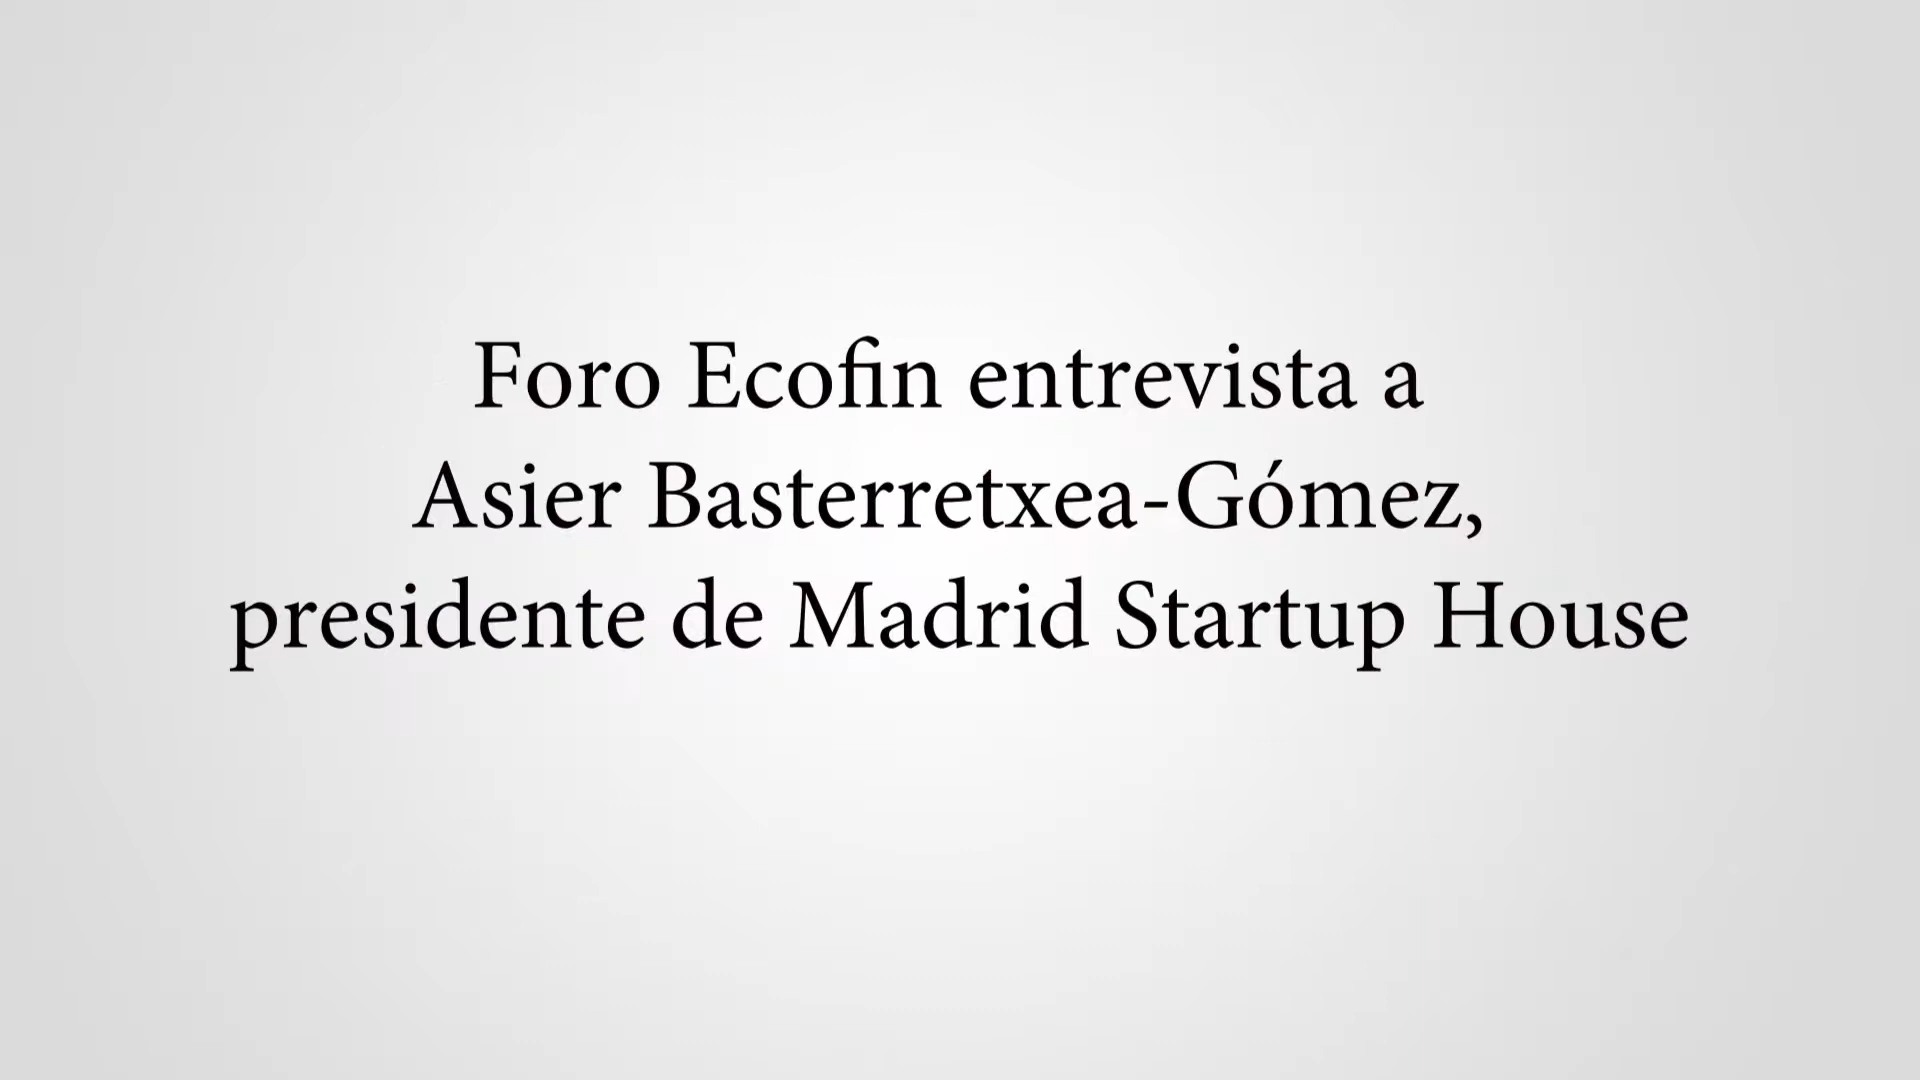 Foro Ecofin entrevista a
Asier Basterretxea-Gómez,
presidente de Madrid Startup House